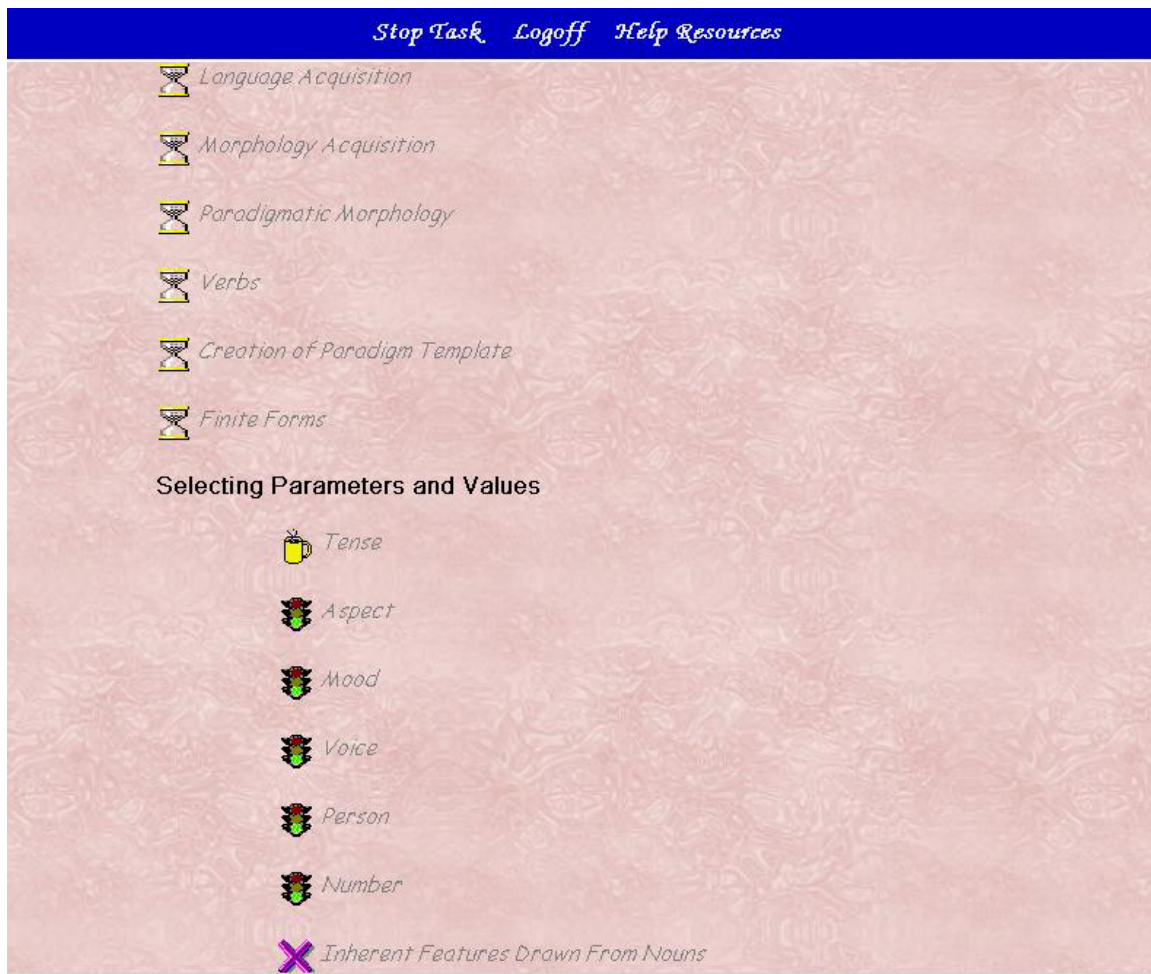 Stop Task Logoff Help Resources
Language Acquisition
Morphology Acquisition
Paradigmatic Morphology
Verbs
Creation of Paradigm Template
Finite Forms
Selecting Parameters and Values
Tense
Aspect
Mood
Voice
Person
Number
Inherent Features Drawn From Nouns